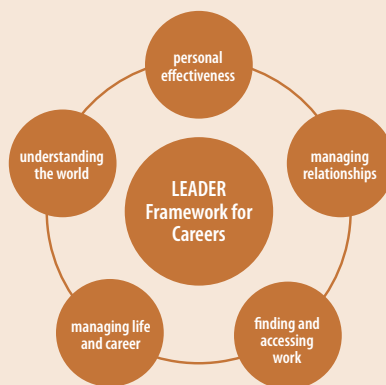 personal
effectiveness
understanding
the world
managing
relationships
LEADER
Framework for
Careers
managing life
and career
finding and
accessing
work